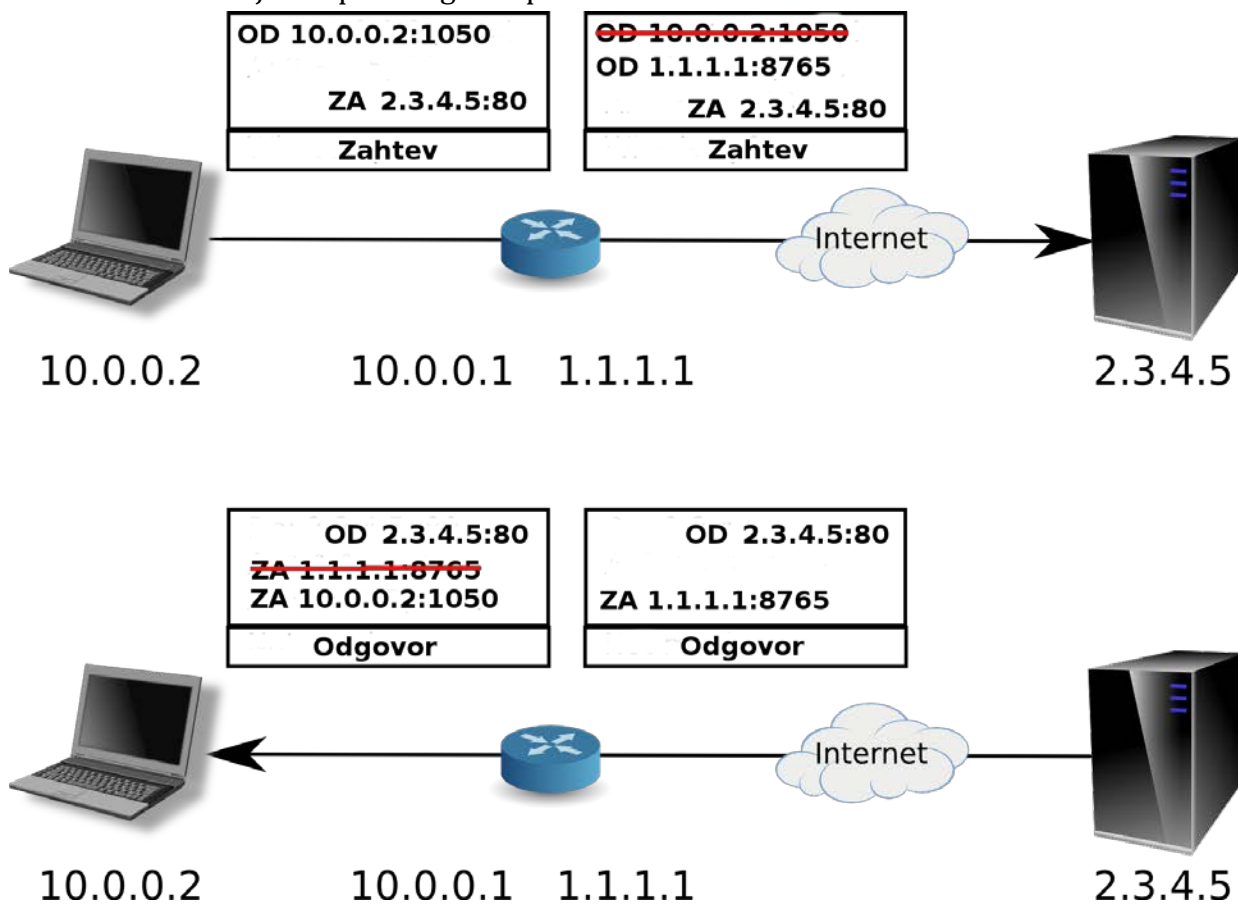 OD 10.0.0.2:1050
ZA 2.3.4.5:80
Zahtev
OD 10.0.0.2:1050
OD 1.1.1.1:8765
ZA 2.3.4.5:80
Zahtev
Internet
10.0.0.2
10.0.0.1
1.1.1.1
2.3.4.5
OD 2.3.4.5:80
ZA 1.1.1.1:8765
ZA 10.0.0.2:1050
Odgovor
OD 2.3.4.5:80
ZA 1.1.1.1:8765
Odgovor
Internet
10.0.0.2
10.0.0.1
1.1.1.1
2.3.4.5